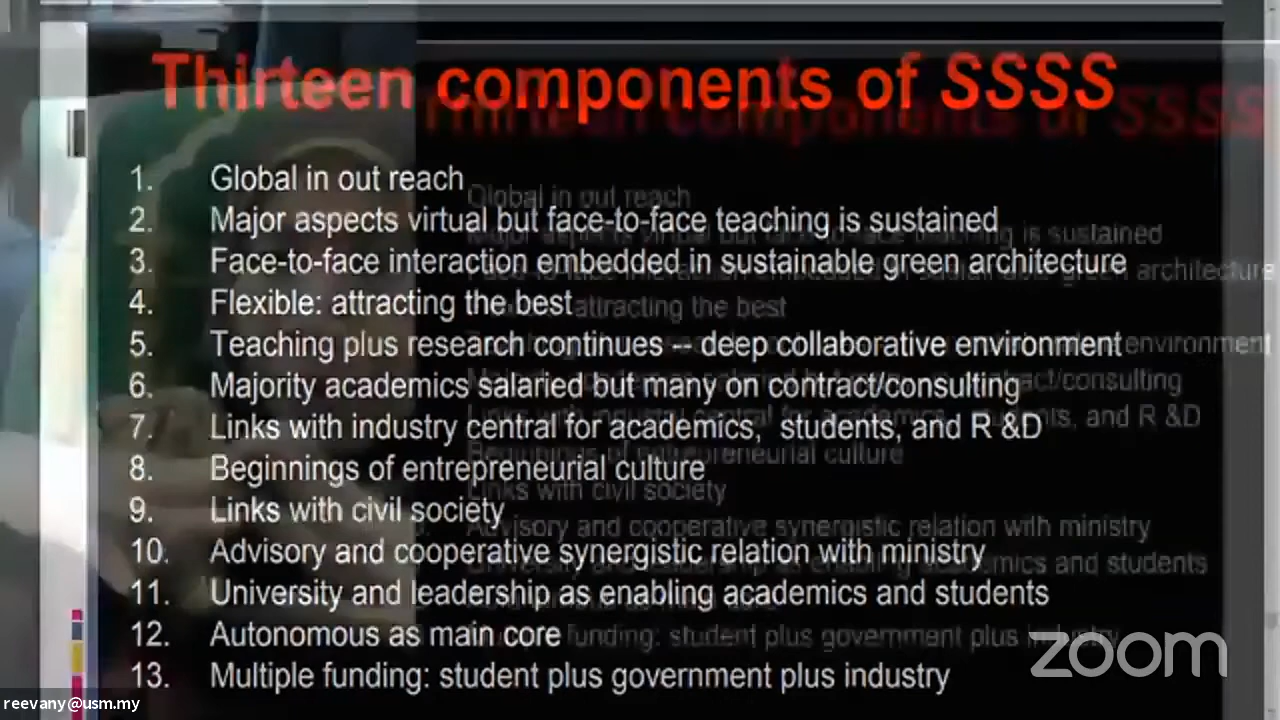 Thirteen components of SSSS
1. Global in out reach
2. Major aspects virtual but face-to-face teaching is sustained
3. Face-to-face interaction embedded in sustainable green architecture
4. Flexible: attracting the best
5. Teaching plus research continues -- deep collaborative environment
6. Majority academics salaried but many on contract/consulting
7. Links with industry central for academics, students, and R &D
8. Beginnings of entrepreneurial culture
9. Links with civil society
10. Advisory and cooperative synergistic relation with ministry
11. University and leadership as enabling academics and students
12. Autonomous as main core
13. Multiple funding: student plus government plus industry
zoom
reevany@usm.my